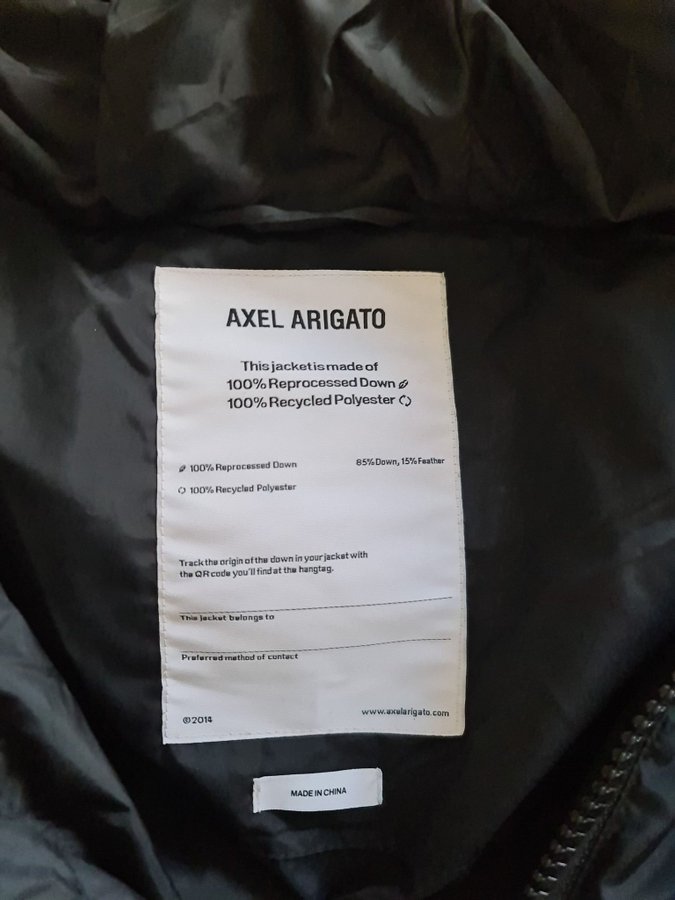 AXEL ARIGATO
This jacket is made of
100% Reprocessed Down
100% Recycled Polyester
100% Reprocessed Down 85% Down, 15% Feather
100% Recycled Polyester
Track the origin of the down in your jacket with
the QR code you'll find at the hangtag.
This jacket belongs to
Preferred method of contact
©2014 www.axelarigato.com
MADE IN CHINA